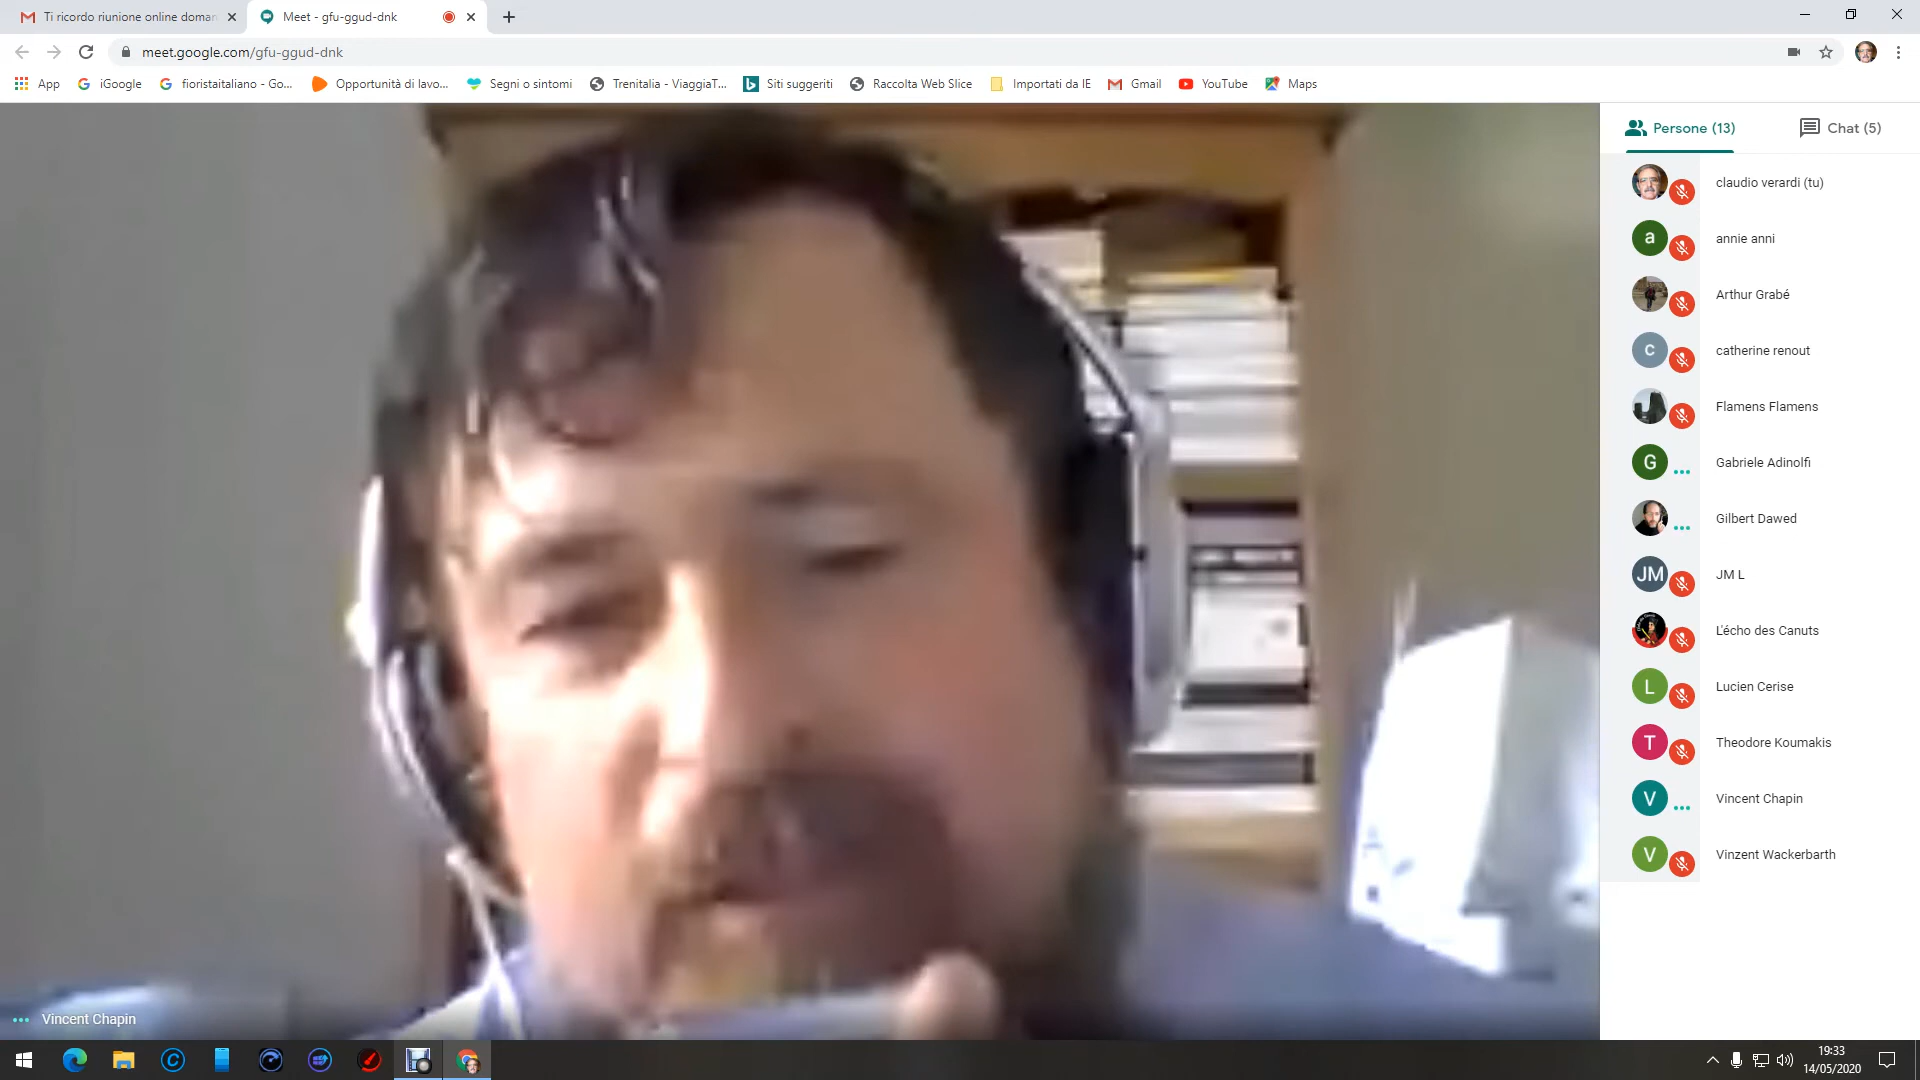 Ti ricordo riunione online doman
Meet - gfu-ggud-dnk
meet.google.com/gfu-ggud-dnk
App
iGoogle
fioristaitaliano - Go...
Opportunità di lavo...
Segni o sintomi
Trenitalia - ViaggiaT...
Siti suggeriti
Raccolta Web Slice
Importati da IE
Gmail
YouTube
Maps
Persone (13)
Chat (5)
claudio verardi (tu)
a
annie anni
Arthur Grabé
c
catherine renout
Flamens Flamens
G
Gabriele Adinolfi
Gilbert Dawed
JM
JM L
L'écho des Canuts
L
Lucien Cerise
T
Theodore Koumakis
V
Vincent Chapin
V
Vinzent Wackerbarth
Vincent Chapin
19:33
14/05/2020